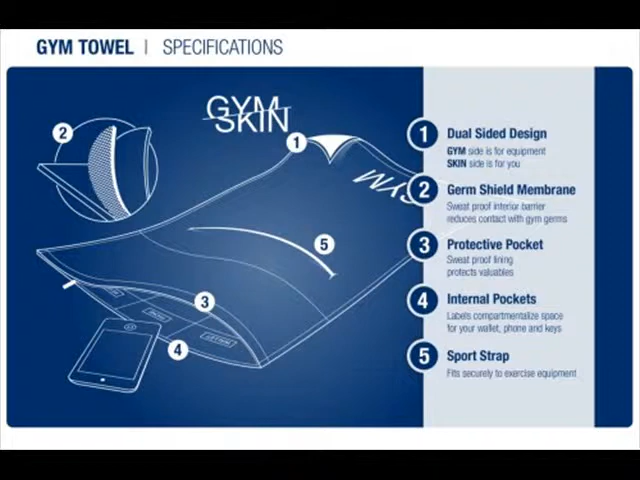 GYM TOWEL | SPECIFICATIONS
GYM
SKIN
2
1
5
3
4
GYM
1 Dual Sided Design
GYM side is for equipment
SKIN side is for you
2 Germ Shield Membrane
Sweat proof interior barrier
reduces contact with gym germs
3 Protective Pocket
Sweat proof lining
protects valuables
4 Internal Pockets
Labels compartmentalize space
for your wallet, phone and keys
5 Sport Strap
Fits securely to exercise equipment